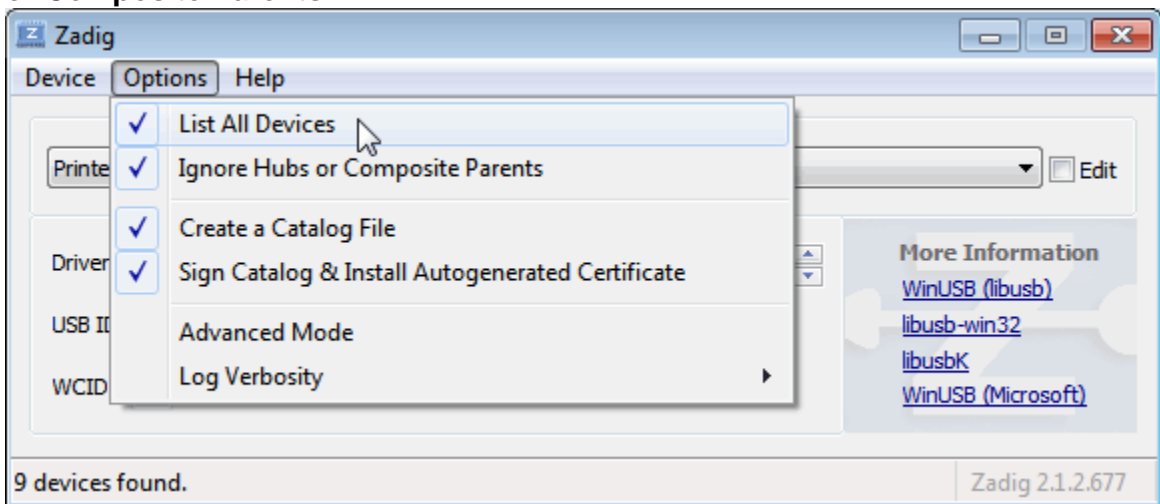 Zadig
Device Options Help
List All Devices
Printe Ignore Hubs or Composite Parents Edit
Create a Catalog File
Driver Sign Catalog & Install Autogenerated Certificate
More Information
WinUSB (libusb)
USB ID
libusb-win32
Advanced Mode
libusbK
WCID Log Verbosity
WinUSB (Microsoft)
9 devices found. Zadig 2.1.2.677